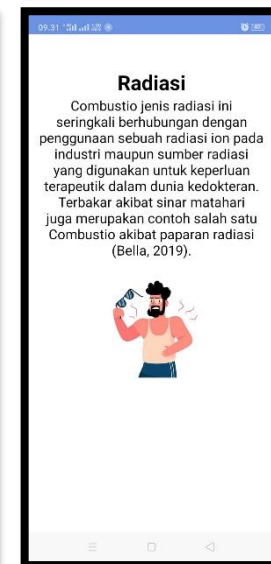 09.31
Radiasi
Combustio jenis radiasi ini
seringkali berhubungan dengan
penggunaan sebuah radiasi ion pada
industri maupun sumber radiasi
yang digunakan untuk keperluan
terapeutik dalam dunia kedokteran.
Terbakar akibat sinar matahari
juga merupakan contoh salah satu
Combustio akibat paparan radiasi
(Bella, 2019).